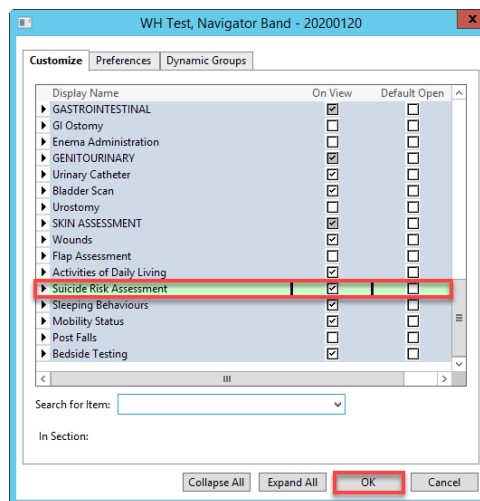 WH Test, Navigator Band - 20200120
x
Customize Preferences Dynamic Groups
Display Name On View Default Open
GASTROINTESTINAL
GI Ostomy
Enema Administration
GENITOURINARY
Urinary Catheter
Bladder Scan
Urostomy
SKIN ASSESSMENT
Wounds
Flap Assessment
Activities of Daily Living
Suicide Risk Assessment
Sleeping Behaviours
Mobility Status
Post Falls
Bedside Testing
Search for Item:
In Section:
Collapse All Expand All OK Cancel